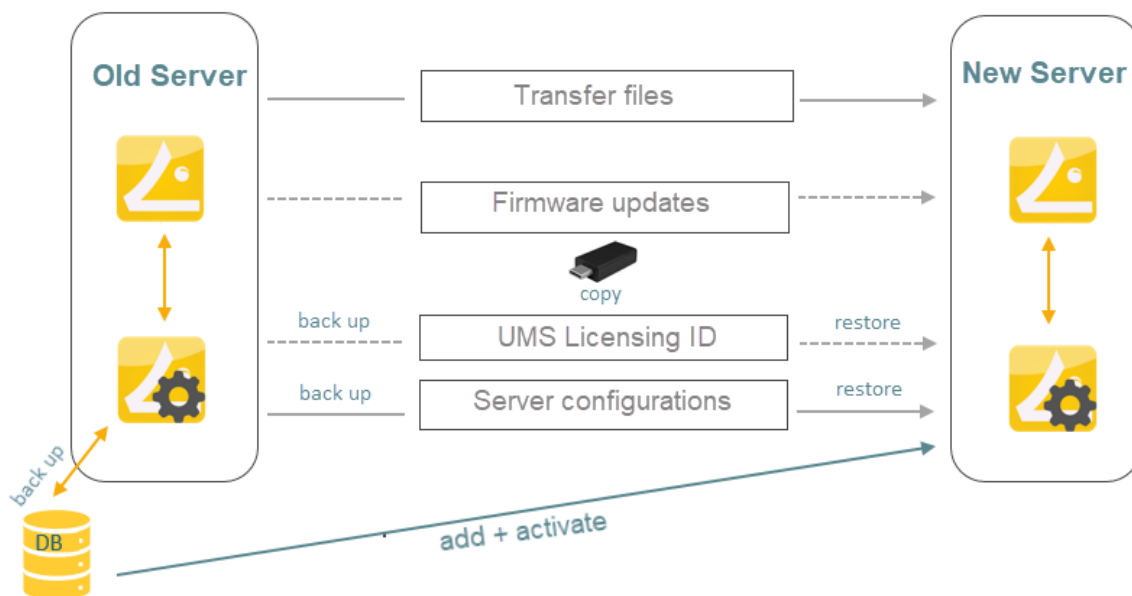 Old Server
New Server
Transfer files
Firmware updates
copy
back up
UMS Licensing ID
restore
back up
Server configurations
restore
back up
DB
add + activate